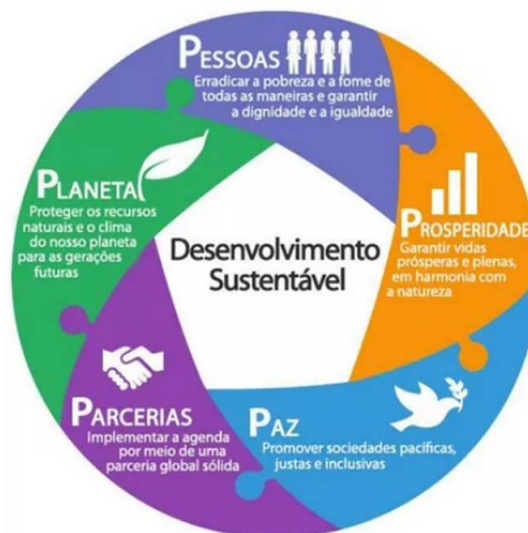 PESSOAS
Erradicar a pobreza e a fome de
todas as maneiras e garantir
a dignidade e a igualdade
PROSPERIDADE
Garantir vidas
prósperas e plenas,
em harmonia com
a natureza
PAZ
Promover sociedades pacíficas,
justas e inclusivas
PARCERIAS
Implementar a agenda
por meio de uma
parceria global sólida
PLANETA
Proteger os recursos
naturais e o clima
do nosso planeta
para as gerações
futuras
Desenvolvimento
Sustentável